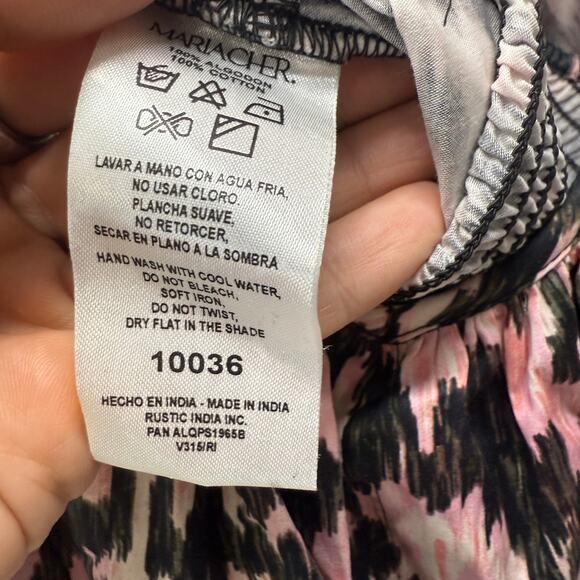 MARIACHER.
100% ALGODON
100% COTTON
LAVAR A MANO CON AGUA FRIA,
NO USAR CLORO.
PLANCHA SUAVE.
NO RETORCER,
SECAR EN PLANO A LA SOMBRA
HAND WASH WITH COOL WATER,
DO NOT BLEACH,
SOFT IRON.
DO NOT TWIST,
DRY FLAT IN THE SHADE
10036
HECHO EN INDIA - MADE IN INDIA
RUSTIC INDIA INC.
PAN ALQPS1965B
V315/RI